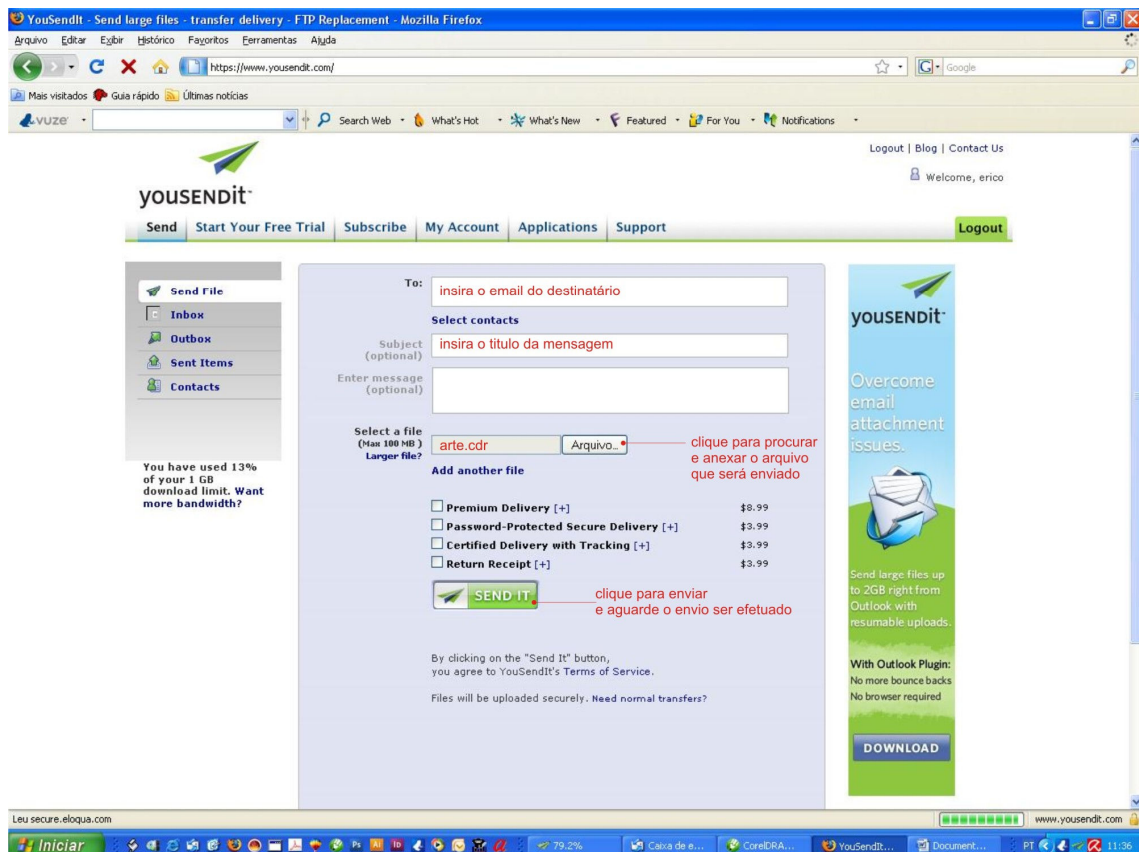 YouSendIt - Send large files - transfer delivery - FTP Replacement - Mozilla Firefox
Arquivo Editar Exibir Histórico Favoritos Ferramentas Ajuda
https://www.yousendit.com/
Google
Mais visitados Guia rápido Últimas notícias
vuze Search Web What's Hot What's New Featured For You Notifications
Logout | Blog | Contact Us
Welcome, erico
YOUSENDiT
Send Start Your Free Trial Subscribe My Account Applications Support Logout
Send File
Inbox
Outbox
Sent Items
Contacts
You have used 13%
of your 1 GB
download limit. Want
more bandwidth?
To: insira o email do destinatário
Select contacts
Subject
(optional)
insira o titulo da mensagem
Enter message
(optional)
Select a file
(Max 100 MB )
Larger file?
arte.cdr Arquivo...
clique para procurar
e anexar o arquivo
que será enviado
Add another file
Premium Delivery [+] $8.99
Password-Protected Secure Delivery [+] $3.99
Certified Delivery with Tracking [+] $3.99
Return Receipt [+] $3.99
SEND IT
clique para enviar
e aguarde o envio ser efetuado
By clicking on the "Send It" button,
you agree to YouSendIt's Terms of Service.
Files will be uploaded securely. Need normal transfers?
YOUSENDiT
Overcome
email
attachment
issues.
Send large files up
to 2GB right from
Outlook with
resumable uploads.
With Outlook Plugin:
No more bounce backs
No browser required
DOWNLOAD
Leu secure.eloqua.com
www.yousendit.com
Iniciar 79.2% Caixa de e... CorelDRA... YouSendIt... Document... PT 11:36